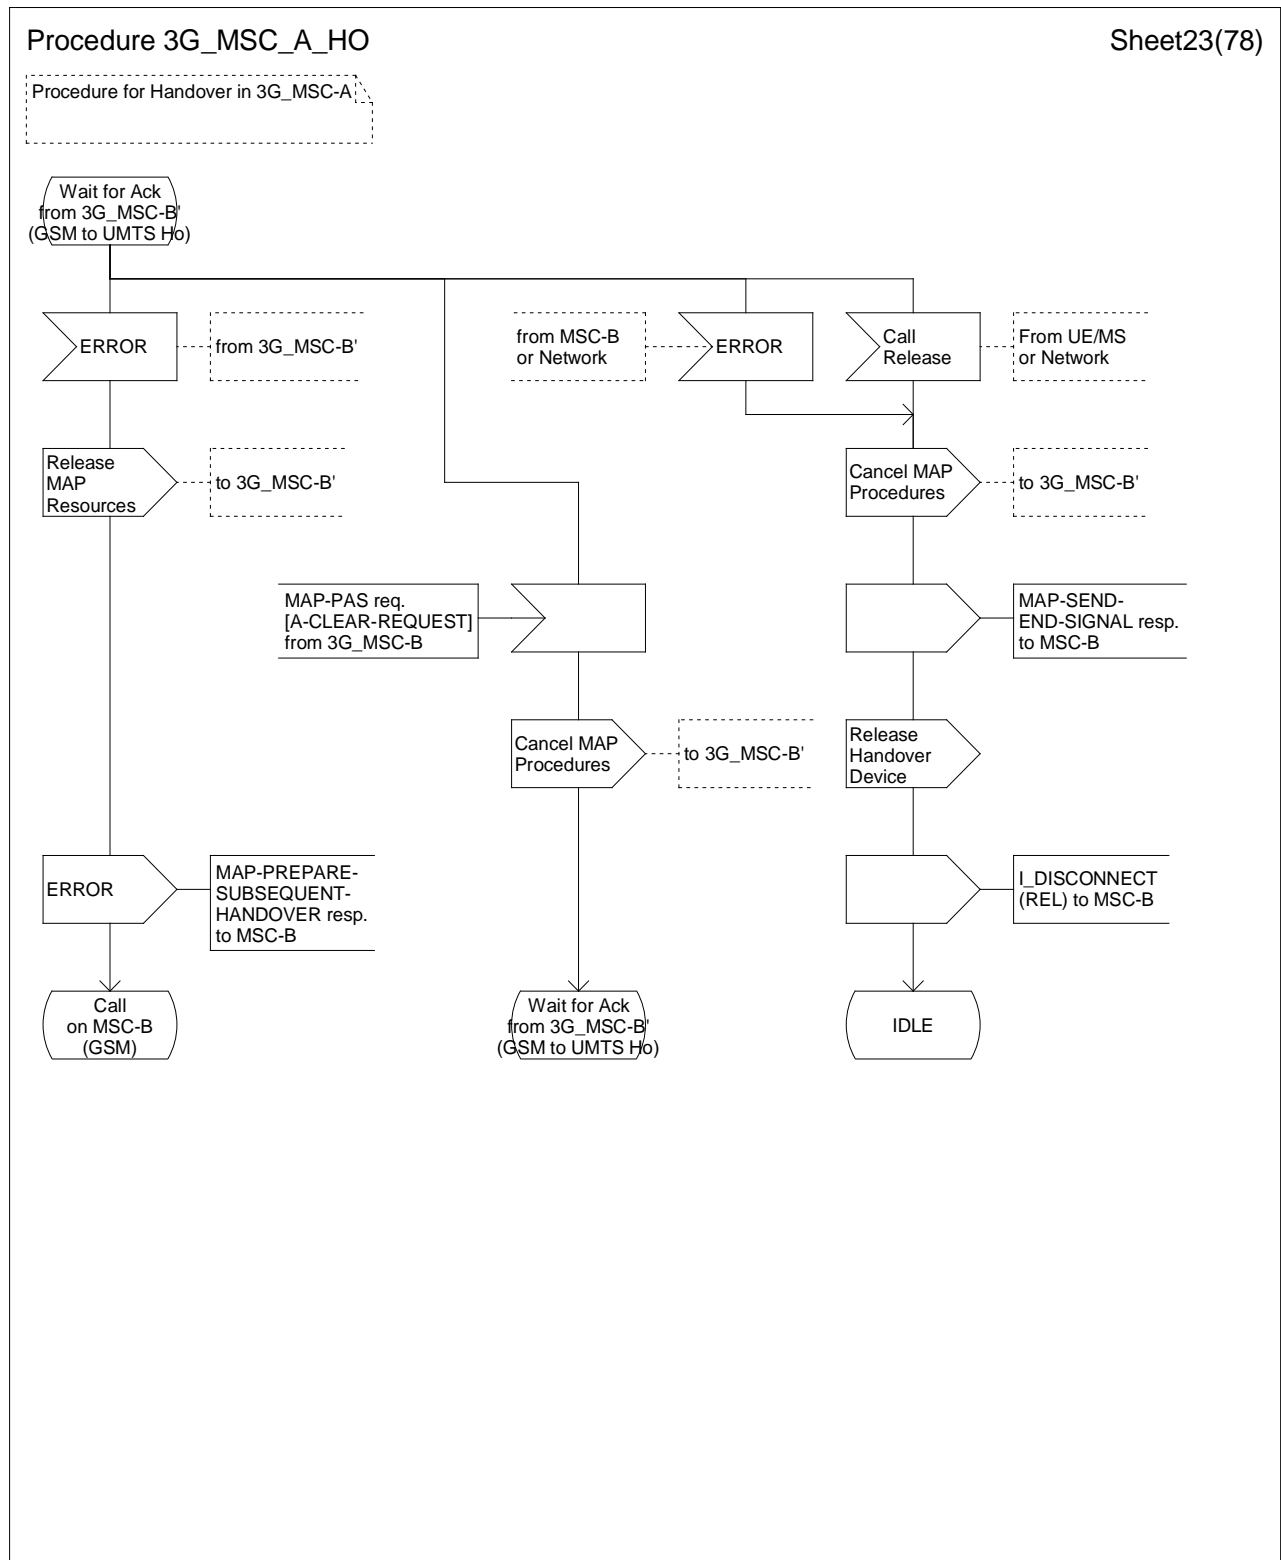 Procedure 3G_MSC_A_HO
Sheet23(78)
Procedure for Handover in 3G_MSC-A
Wait for Ack
from 3G_MSC-B'
(GSM to UMTS Ho)
ERROR
from 3G_MSC-B'
from MSC-B
or Network
ERROR
Call
Release
From UE/MS
or Network
Release
MAP
Resources
to 3G_MSC-B'
Cancel MAP
Procedures
to 3G_MSC-B'
MAP-PAS req.
[A-CLEAR-REQUEST]
from 3G_MSC-B
MAP-SEND-
END-SIGNAL resp.
to MSC-B
Cancel MAP
Procedures
to 3G_MSC-B'
Release
Handover
Device
ERROR
MAP-PREPARE-
SUBSEQUENT-
HANDOVER resp.
to MSC-B
I_DISCONNECT
(REL) to MSC-B
Call
on MSC-B
(GSM)
Wait for Ack
from 3G_MSC-B'
(GSM to UMTS Ho)
IDLE